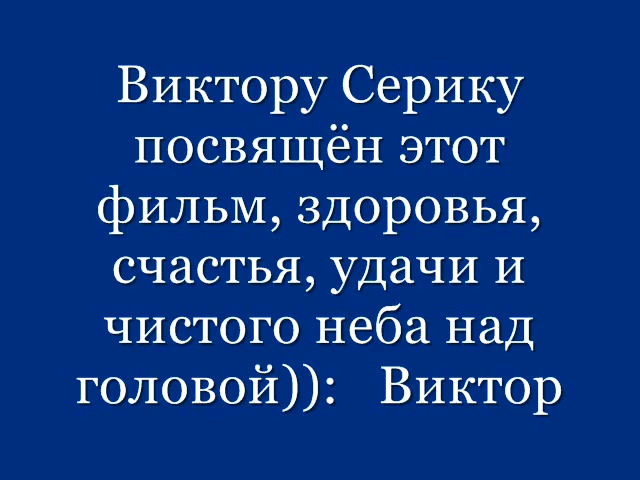 Виктору Серику
посвящён этот
фильм, здоровья,
счастья, удачи и
чистого неба над
головой)):   Виктор